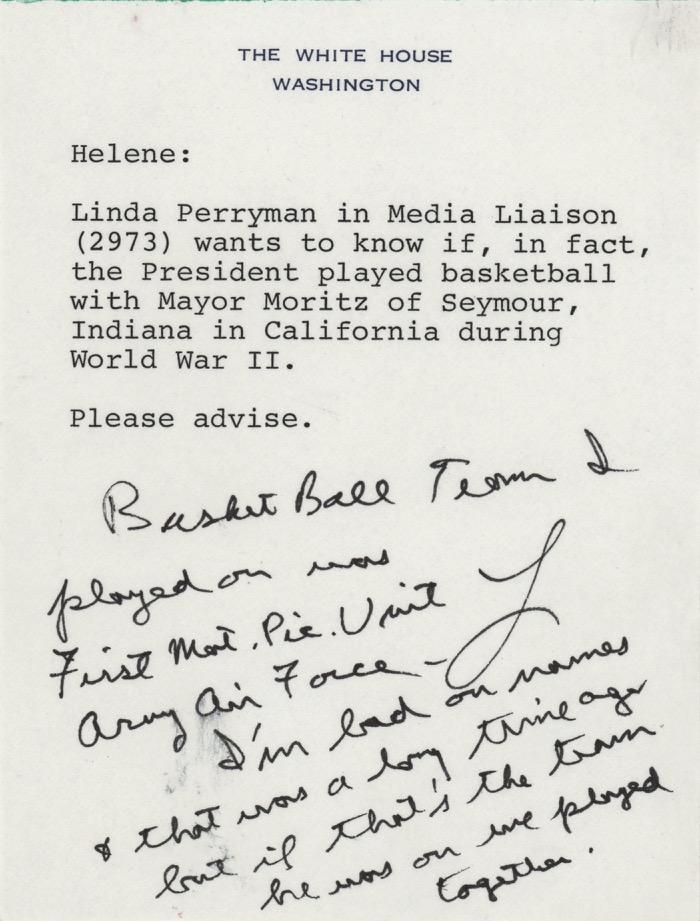 THE WHITE HOUSE
WASHINGTON
Helene:
Linda Perryman in Media Liaison
(2973) wants to know if, in fact,
the President played basketball
with Mayor Moritz of Seymour,
Indiana in California during
World War II.
Please advise.
Basket Ball Team I
played on was
First Mot. Pic. Unit
Army Air Force –
I'm bad on names
& that was a long time ago
but if that's the team
he was on we played
together.